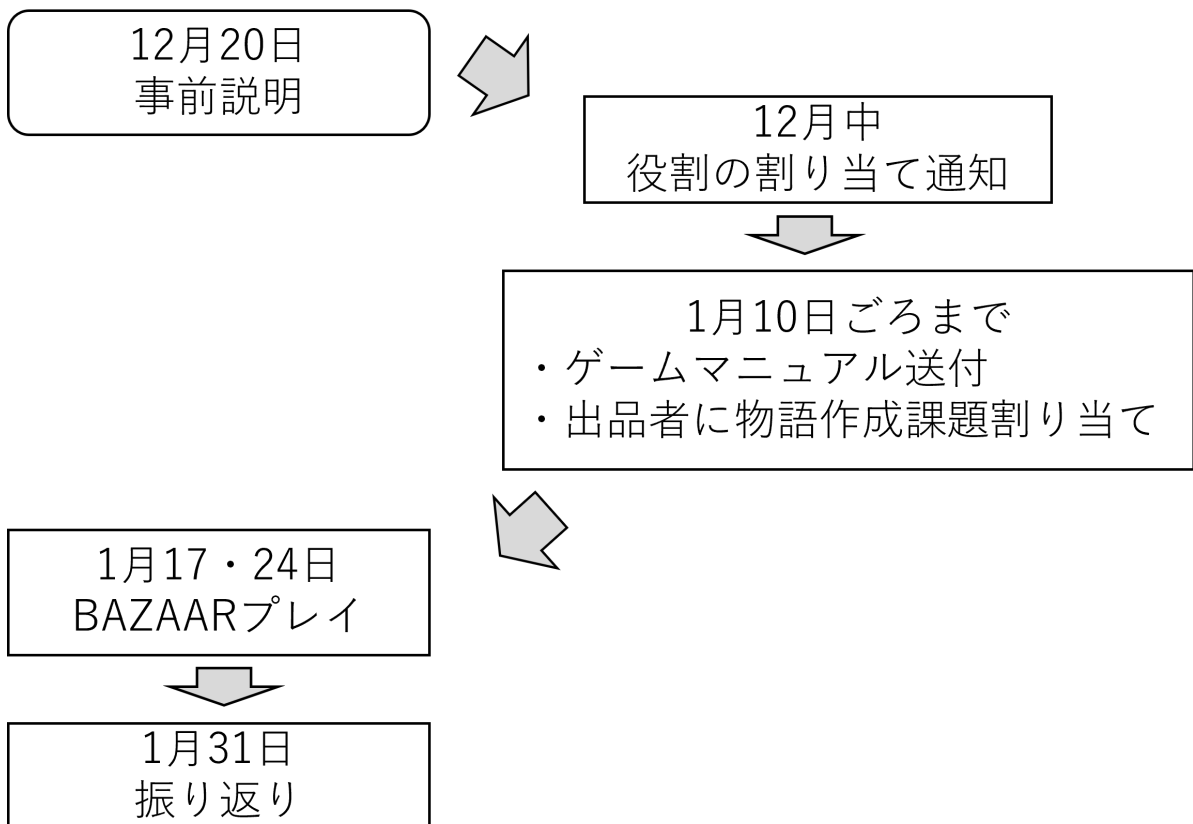 12月20日
事前説明
12月中
役割の割り当て通知
1月10日ごろまで
・ゲームマニュアル送付
・出品者に物語作成課題割り当て
1月17・24日
BAZAARプレイ
1月31日
振り返り